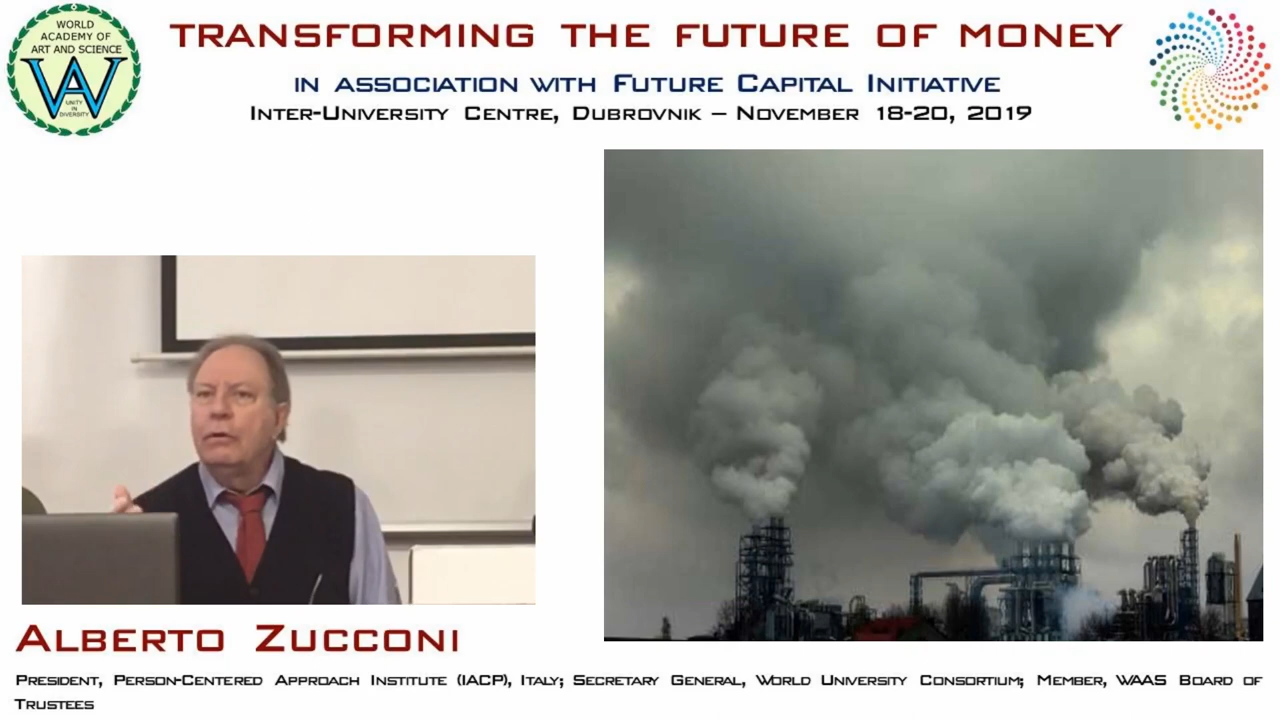 WORLD
ACADEMY OF
ART AND SCIENCE
WA
UNITY
IN
DIVERSITY
TRANSFORMING THE FUTURE OF MONEY
IN ASSOCIATION WITH FUTURE CAPITAL INITIATIVE
INTER-UNIVERSITY CENTRE, DUBROVNIK – NOVEMBER 18-20, 2019
ALBERTO ZUCCONI
PRESIDENT, PERSON-CENTERED APPROACH INSTITUTE (IACP), ITALY; SECRETARY GENERAL, WORLD UNIVERSITY CONSORTIUM; MEMBER, WAAS BOARD OF
TRUSTEES